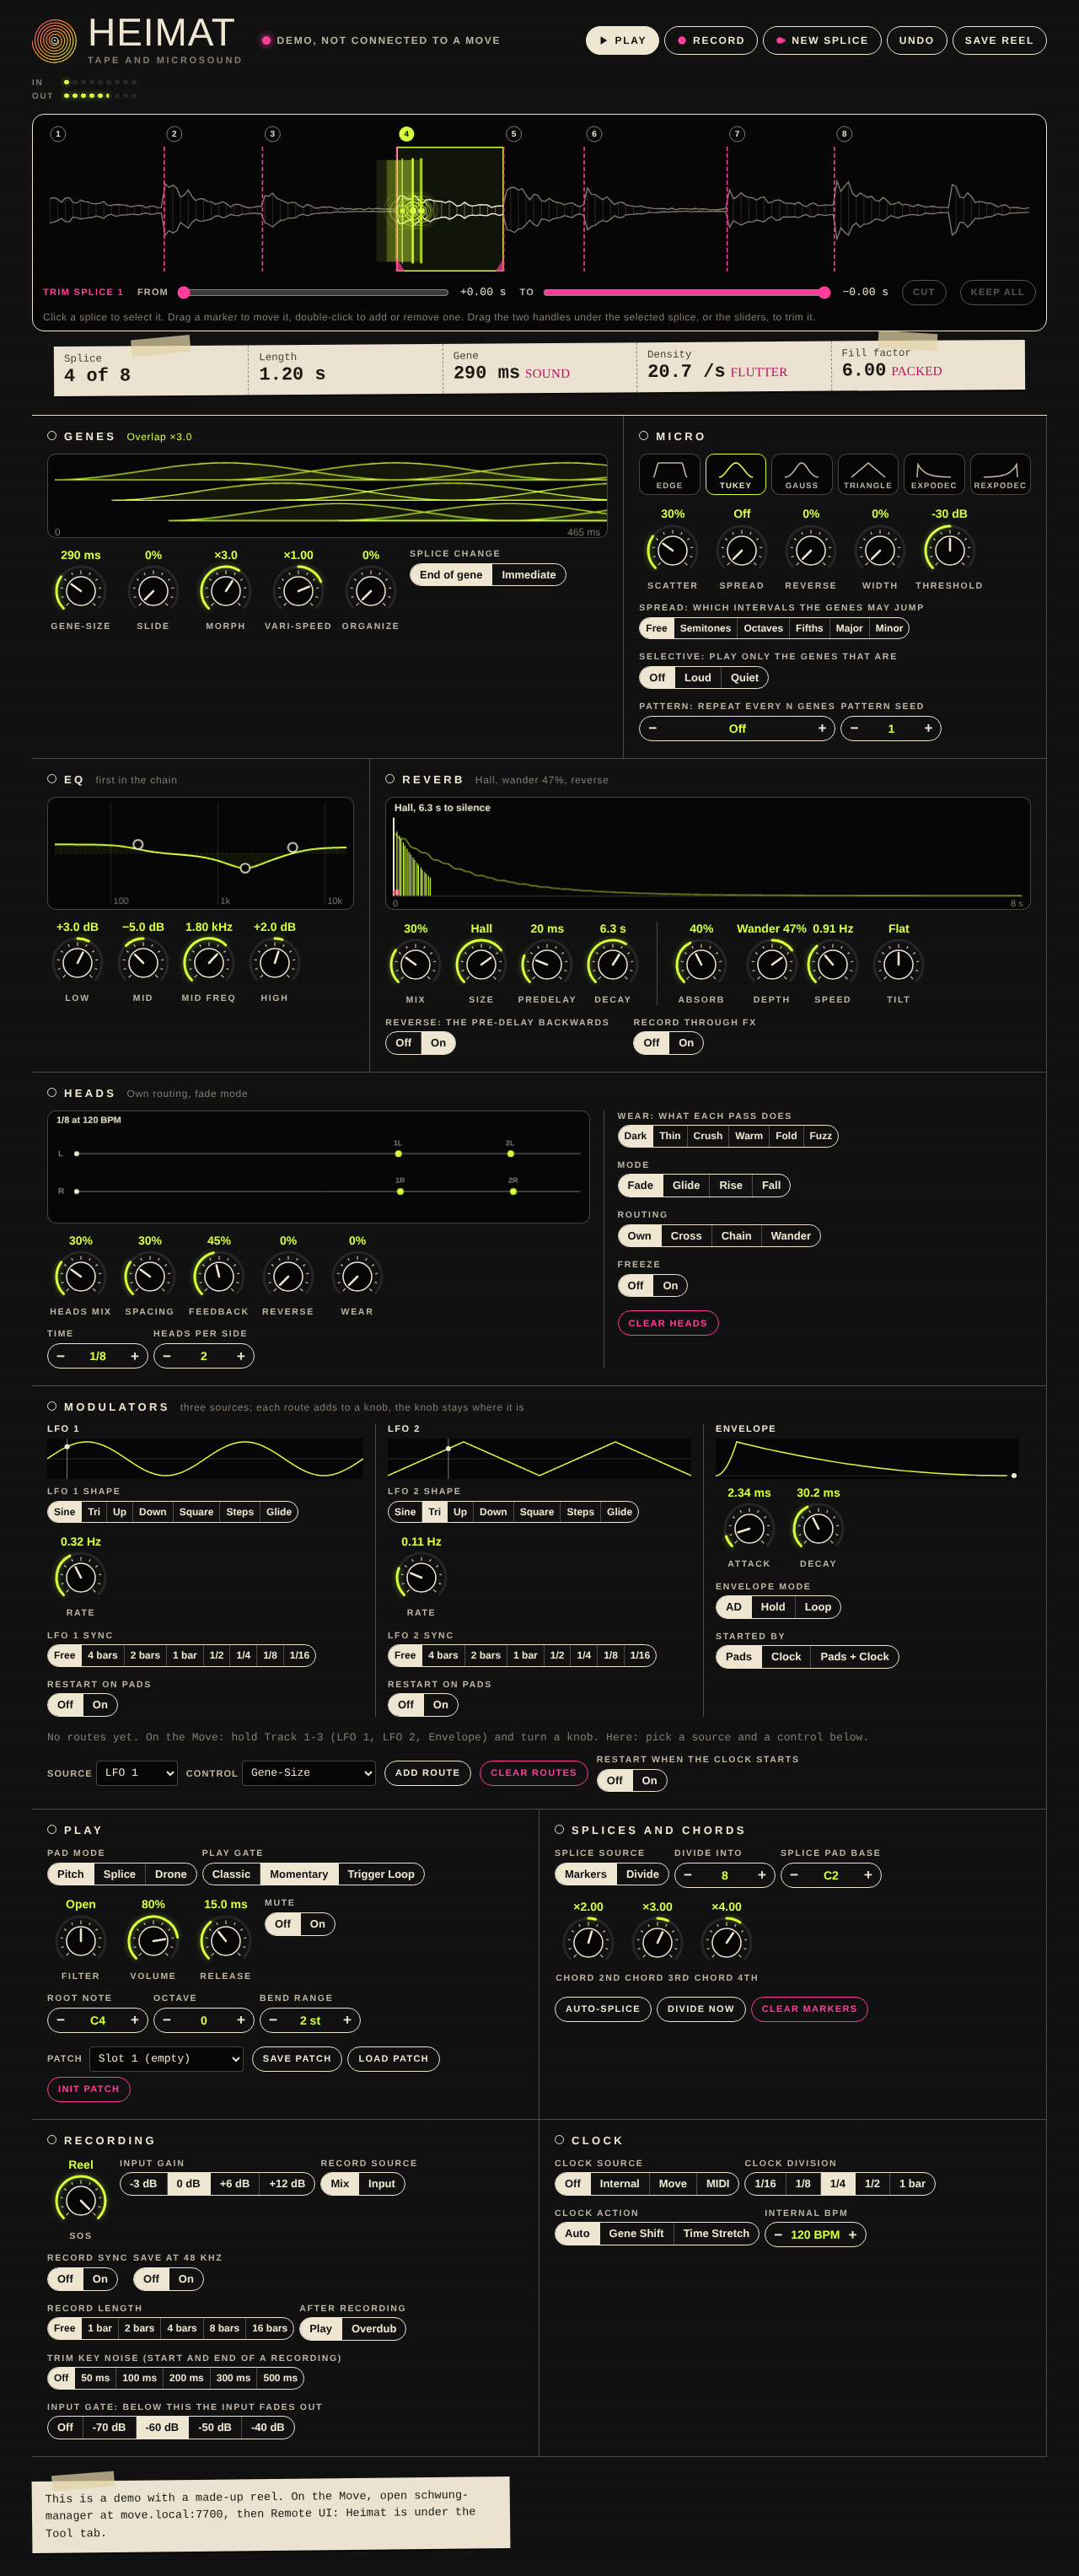 HEIMAT
TAPE AND MICROSOUND
DEMO, NOT CONNECTED TO A MOVE
PLAY
RECORD
NEW SPLICE
UNDO
SAVE REEL
IN
OUT
1 2 3 4 5 6 7 8
TRIM SPLICE 1 FROM +0.00 s TO −0.00 s CUT KEEP ALL
Click a splice to select it. Drag a marker to move it, double-click to add or remove one. Drag the two handles under the selected splice, or the sliders, to trim it.
Splice
4 of 8
Length
1.20 s
Gene
290 ms SOUND
Density
20.7 /s FLUTTER
Fill factor
6.00 PACKED
GENES Overlap ×3.0
0 465 ms
290 ms 0% ×3.0 ×1.00 0%
GENE-SIZE SLIDE MORPH VARI-SPEED ORGANIZE
SPLICE CHANGE
End of gene Immediate
MICRO
EDGE TUKEY GAUSS TRIANGLE EXPODEC REXPODEC
30% Off 0% 0% -30 dB
SCATTER SPREAD REVERSE WIDTH THRESHOLD
SPREAD: WHICH INTERVALS THE GENES MAY JUMP
Free Semitones Octaves Fifths Major Minor
SELECTIVE: PLAY ONLY THE GENES THAT ARE
Off Loud Quiet
PATTERN: REPEAT EVERY N GENES PATTERN SEED
− Off + − 1 +
EQ first in the chain
100 1k 10k
+3.0 dB −5.0 dB 1.80 kHz +2.0 dB
LOW MID MID FREQ HIGH
REVERB Hall, wander 47%, reverse
Hall, 6.3 s to silence
0 8 s
30% Hall 20 ms 6.3 s 40% Wander 47% 0.91 Hz Flat
MIX SIZE PREDELAY DECAY ABSORB DEPTH SPEED TILT
REVERSE: THE PRE-DELAY BACKWARDS RECORD THROUGH FX
Off On Off On
HEADS Own routing, fade mode
1/8 at 120 BPM
1L 2L
L
1R 2R
R
30% 30% 45% 0% 0%
HEADS MIX SPACING FEEDBACK REVERSE WEAR
TIME HEADS PER SIDE
− 1/8 + − 2 +
WEAR: WHAT EACH PASS DOES
Dark Thin Crush Warm Fold Fuzz
MODE
Fade Glide Rise Fall
ROUTING
Own Cross Chain Wander
FREEZE
Off On
CLEAR HEADS
MODULATORS three sources; each route adds to a knob, the knob stays where it is
LFO 1
LFO 1 SHAPE
Sine Tri Up Down Square Steps Glide
0.32 Hz
RATE
LFO 1 SYNC
Free 4 bars 2 bars 1 bar 1/2 1/4 1/8 1/16
RESTART ON PADS
Off On
LFO 2
LFO 2 SHAPE
Sine Tri Up Down Square Steps Glide
0.11 Hz
RATE
LFO 2 SYNC
Free 4 bars 2 bars 1 bar 1/2 1/4 1/8 1/16
RESTART ON PADS
Off On
ENVELOPE
2.34 ms 30.2 ms
ATTACK DECAY
ENVELOPE MODE
AD Hold Loop
STARTED BY
Pads Clock Pads + Clock
No routes yet. On the Move: hold Track 1-3 (LFO 1, LFO 2, Envelope) and turn a knob. Here: pick a source and a control below.
SOURCE LFO 1 CONTROL Gene-Size ADD ROUTE CLEAR ROUTES
RESTART WHEN THE CLOCK STARTS
Off On
PLAY
PAD MODE PLAY GATE
Pitch Splice Drone Classic Momentary Trigger Loop
Open 80% 15.0 ms
FILTER VOLUME RELEASE
MUTE
Off On
ROOT NOTE OCTAVE BEND RANGE
− C4 + − 0 + − 2 st +
PATCH Slot 1 (empty) SAVE PATCH LOAD PATCH
INIT PATCH
SPLICES AND CHORDS
SPLICE SOURCE DIVIDE INTO SPLICE PAD BASE
Markers Divide − 8 + − C2 +
×2.00 ×3.00 ×4.00
CHORD 2ND CHORD 3RD CHORD 4TH
AUTO-SPLICE DIVIDE NOW CLEAR MARKERS
RECORDING
Reel
SOS
INPUT GAIN RECORD SOURCE
-3 dB 0 dB +6 dB +12 dB Mix Input
RECORD SYNC SAVE AT 48 KHZ
Off On Off On
RECORD LENGTH AFTER RECORDING
Free 1 bar 2 bars 4 bars 8 bars 16 bars Play Overdub
TRIM KEY NOISE (START AND END OF A RECORDING)
Off 50 ms 100 ms 200 ms 300 ms 500 ms
INPUT GATE: BELOW THIS THE INPUT FADES OUT
Off -70 dB -60 dB -50 dB -40 dB
CLOCK
CLOCK SOURCE CLOCK DIVISION
Off Internal Move MIDI 1/16 1/8 1/4 1/2 1 bar
CLOCK ACTION INTERNAL BPM
Auto Gene Shift Time Stretch − 120 BPM +
This is a demo with a made-up reel. On the Move, open schwung-
manager at move.local:7700, then Remote UI: Heimat is under the
Tool tab.